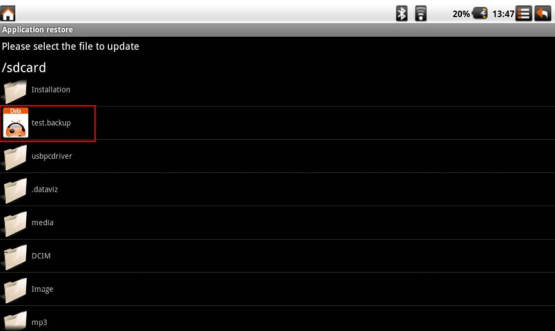 20% 13:47
Application restore
Please select the file to update
/sdcard
Installation
Debi
test.backup
usbpcdriver
.dataviz
media
DCIM
Image
mp3